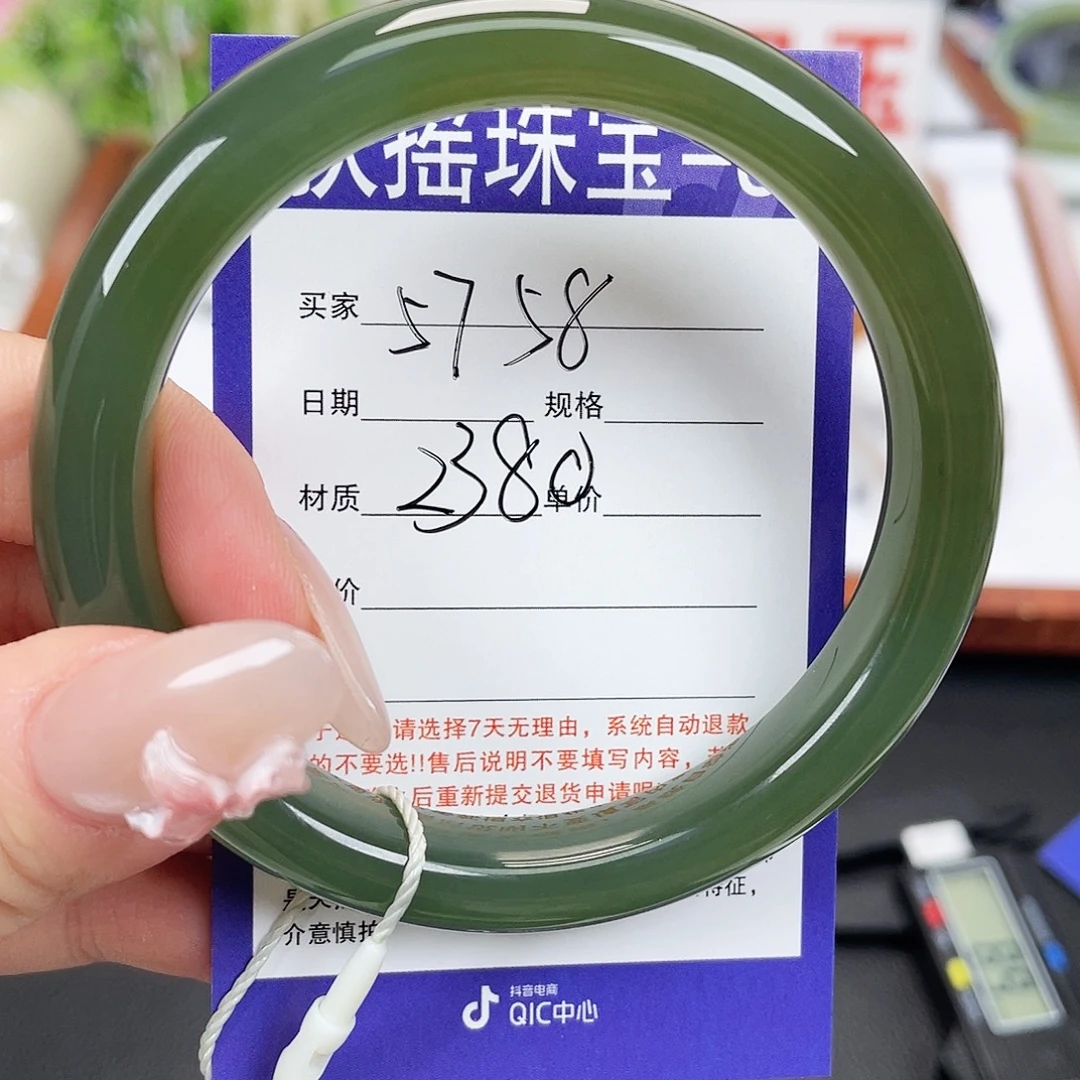 摇珠宝
买家 5758
日期 规格
材质 2380 单价
价
请选择7天无理由，系统自动退款
的不要选!!售后说明不要填写内容，
后重新提交退货申请呢
特征，
介意慎拍
抖音电商
QIC中心